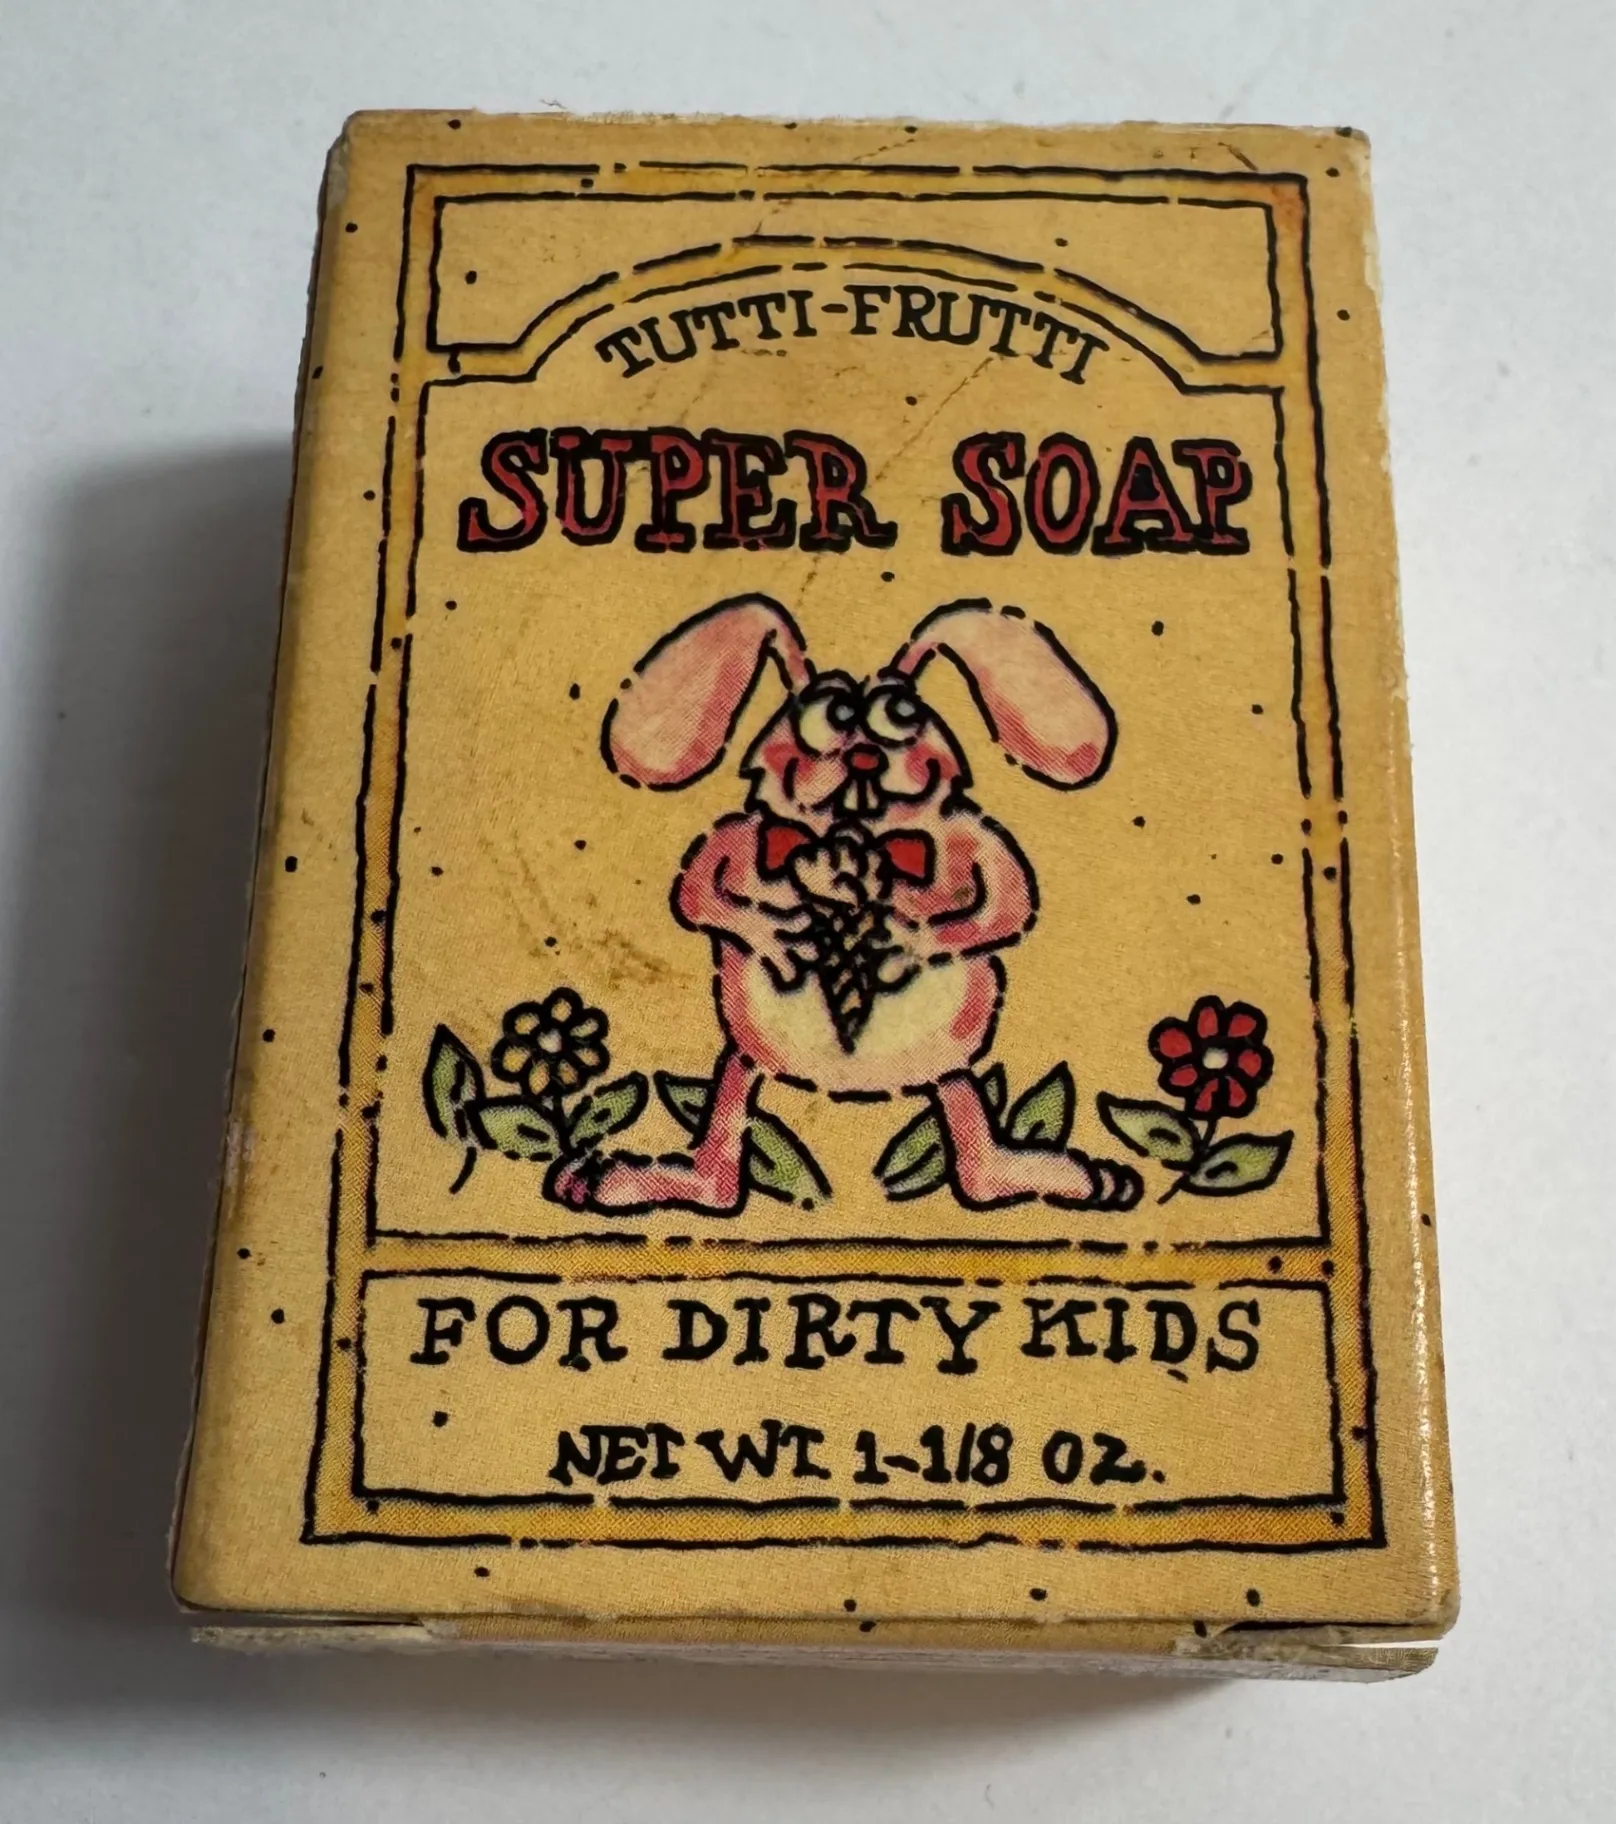 TUTTI-FRUTTI
SUPER SOAP
FOR DIRTY KIDS
NET WT 1-1/8 OZ.